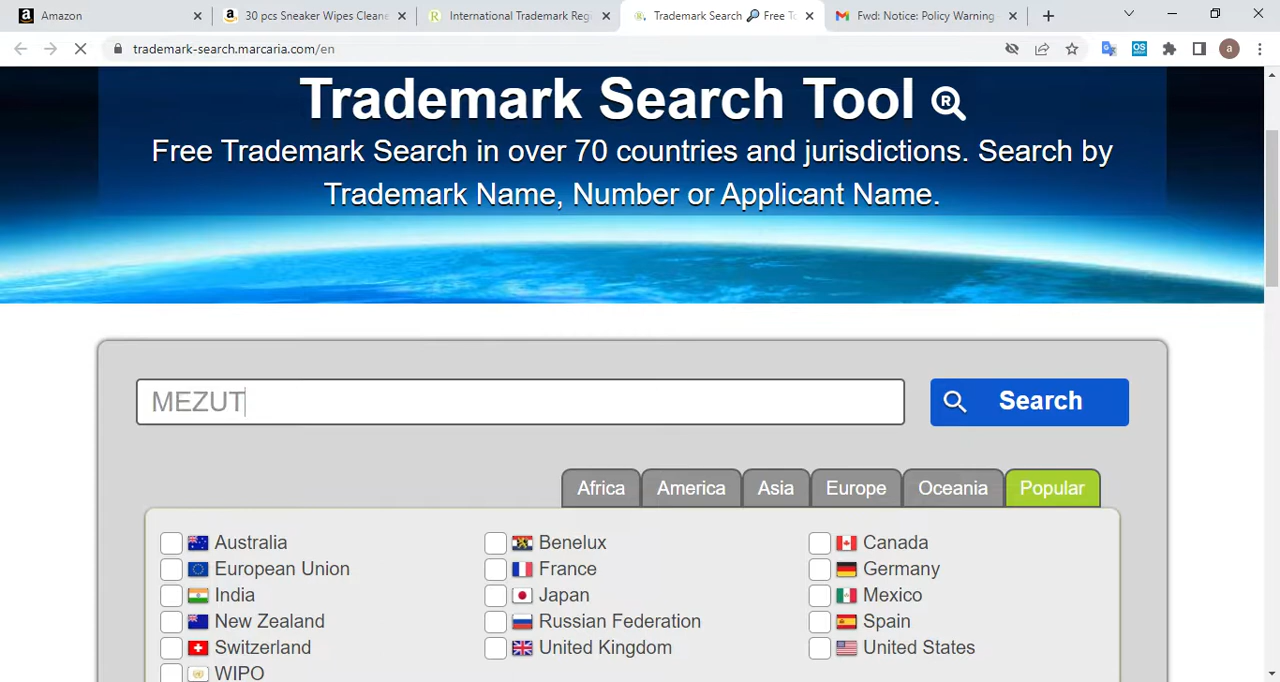 Amazon
30 pcs Sneaker Wipes Cleane
International Trademark Reg
Trademark Search 🔎 Free To
Fwd: Notice: Policy Warning
trademark-search.marcaria.com/en
Trademark Search Tool
Free Trademark Search in over 70 countries and jurisdictions. Search by
Trademark Name, Number or Applicant Name.
MEZUT
Search
Africa America Asia Europe Oceania Popular
Australia Benelux Canada
European Union France Germany
India Japan Mexico
New Zealand Russian Federation Spain
Switzerland United Kingdom United States
WIPO